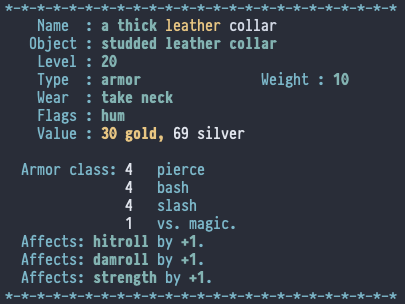 *-*-*-*-*-*-*-*-*-*-*-*-*-*-*-*-*-*-*-*-*-*-*-*-*
Name : a thick leather collar
Object : studded leather collar
Level : 20
Type : armor Weight : 10
Wear : take neck
Flags : hum
Value : 30 gold, 69 silver
Armor class: 4 pierce
4 bash
4 slash
1 vs. magic.
Affects: hitroll by +1.
Affects: damroll by +1.
Affects: strength by +1.
*-*-*-*-*-*-*-*-*-*-*-*-*-*-*-*-*-*-*-*-*-*-*-*-*